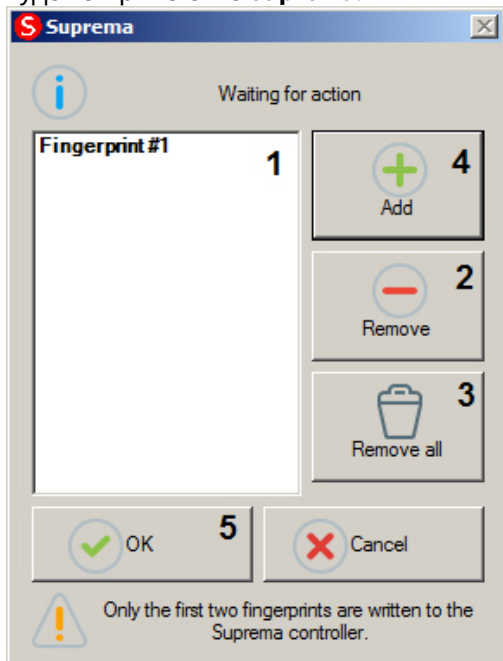 Suprema
Waiting for action
Fingerprint #1
1
4
Add
2
Remove
3
Remove all
OK
5
Cancel
Only the first two fingerprints are written to the
Suprema controller.